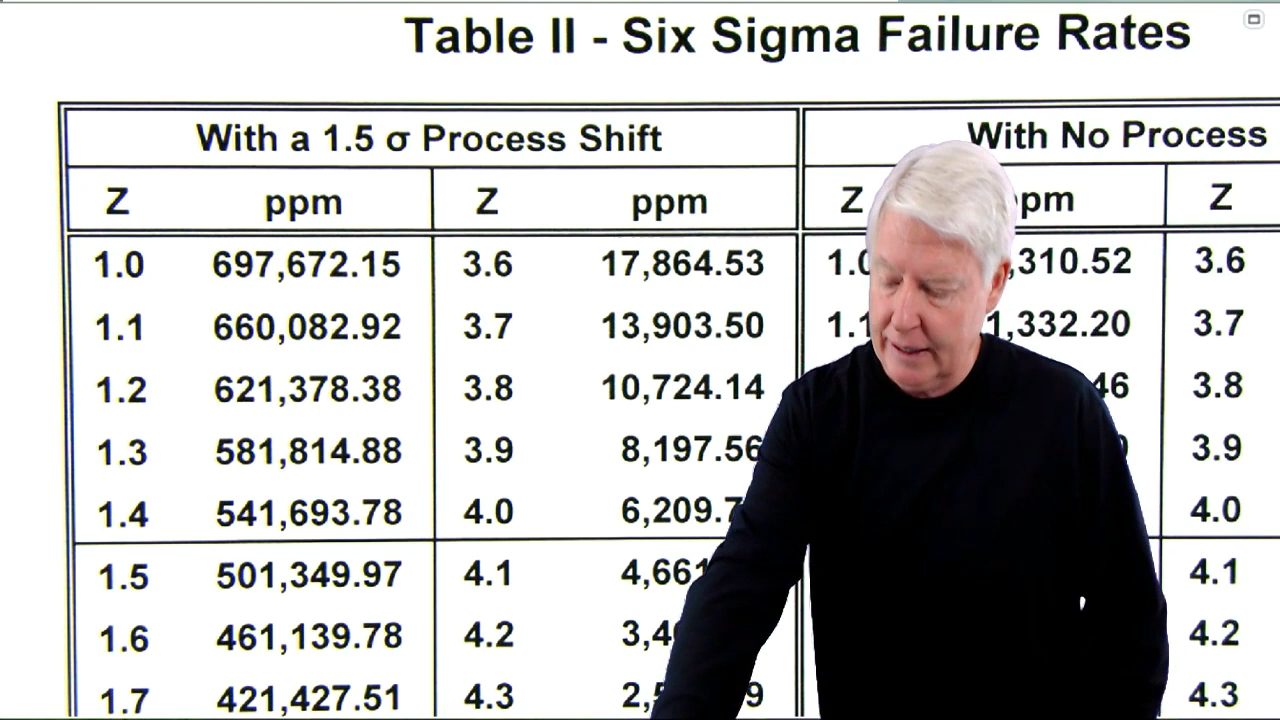 Table II - Six Sigma Failure Rates
With a 1.5 σ Process Shift With No Process
Z ppm Z ppm Z Z
1.0 697,672.15 3.6 17,864.53 3.6
1.1 660,082.92 3.7 13,903.50 1.1 3.7
1.2 621,378.38 3.8 10,724.14 3.8
1.3 581,814.88 3.9 8,197.56 3.9
1.4 541,693.78 4.0 4.0
1.5 501,349.97 4.1 4.1
1.6 461,139.78 4.2 4.2
1.7 421,427.51 4.3 4.3